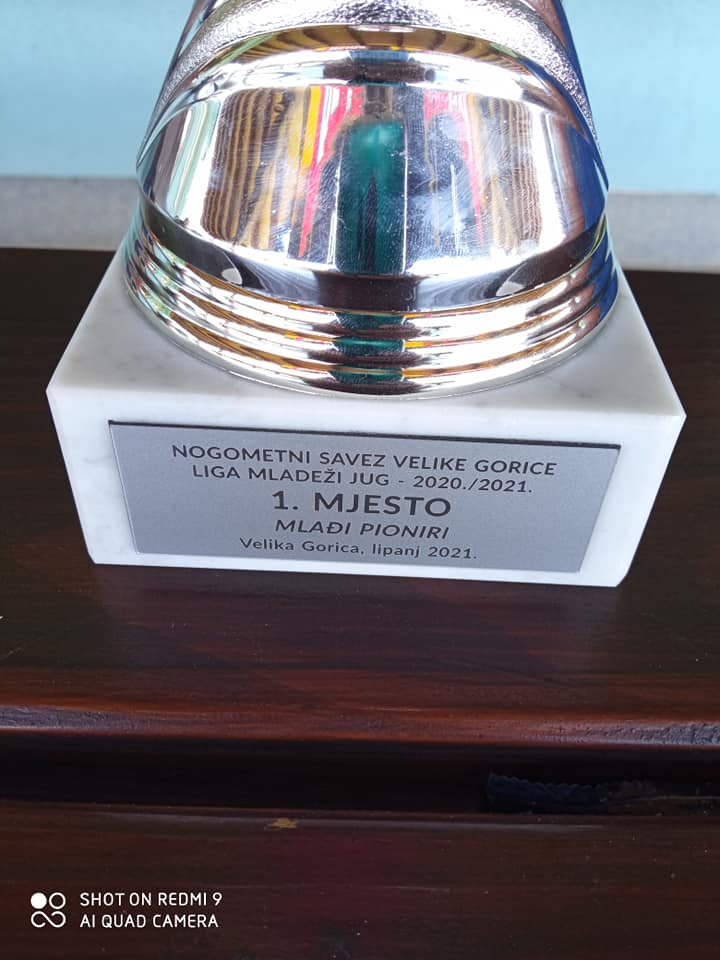 NOGOMETNI SAVEZ VELIKE GORICE
LIGA MLADEŽI JUG - 2020./2021.
1. MJESTO
MLAĐI PIONIRI
Velika Gorica, lipanj 2021.
SHOT ON REDMI 9
AI QUAD CAMERA